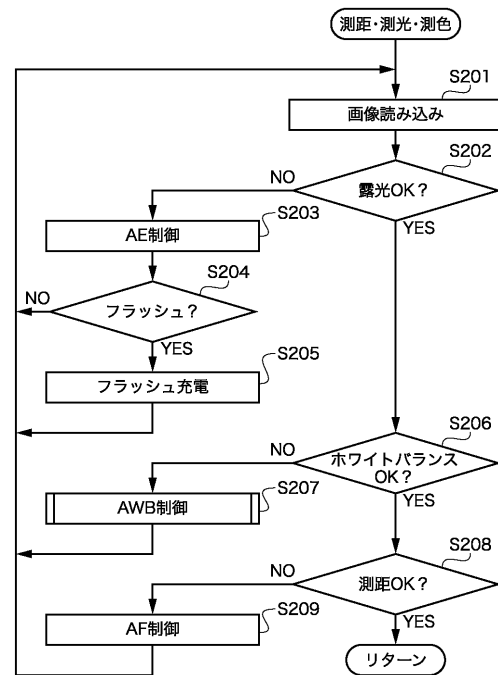 測距・測光・測色
S201
画像読み込み
S202
露光OK？
NO
YES
S203
AE制御
S204
フラッシュ？
NO
YES
S205
フラッシュ充電
S206
ホワイトバランス
OK？
NO
YES
S207
AWB制御
S208
測距OK？
NO
YES
S209
AF制御
リターン